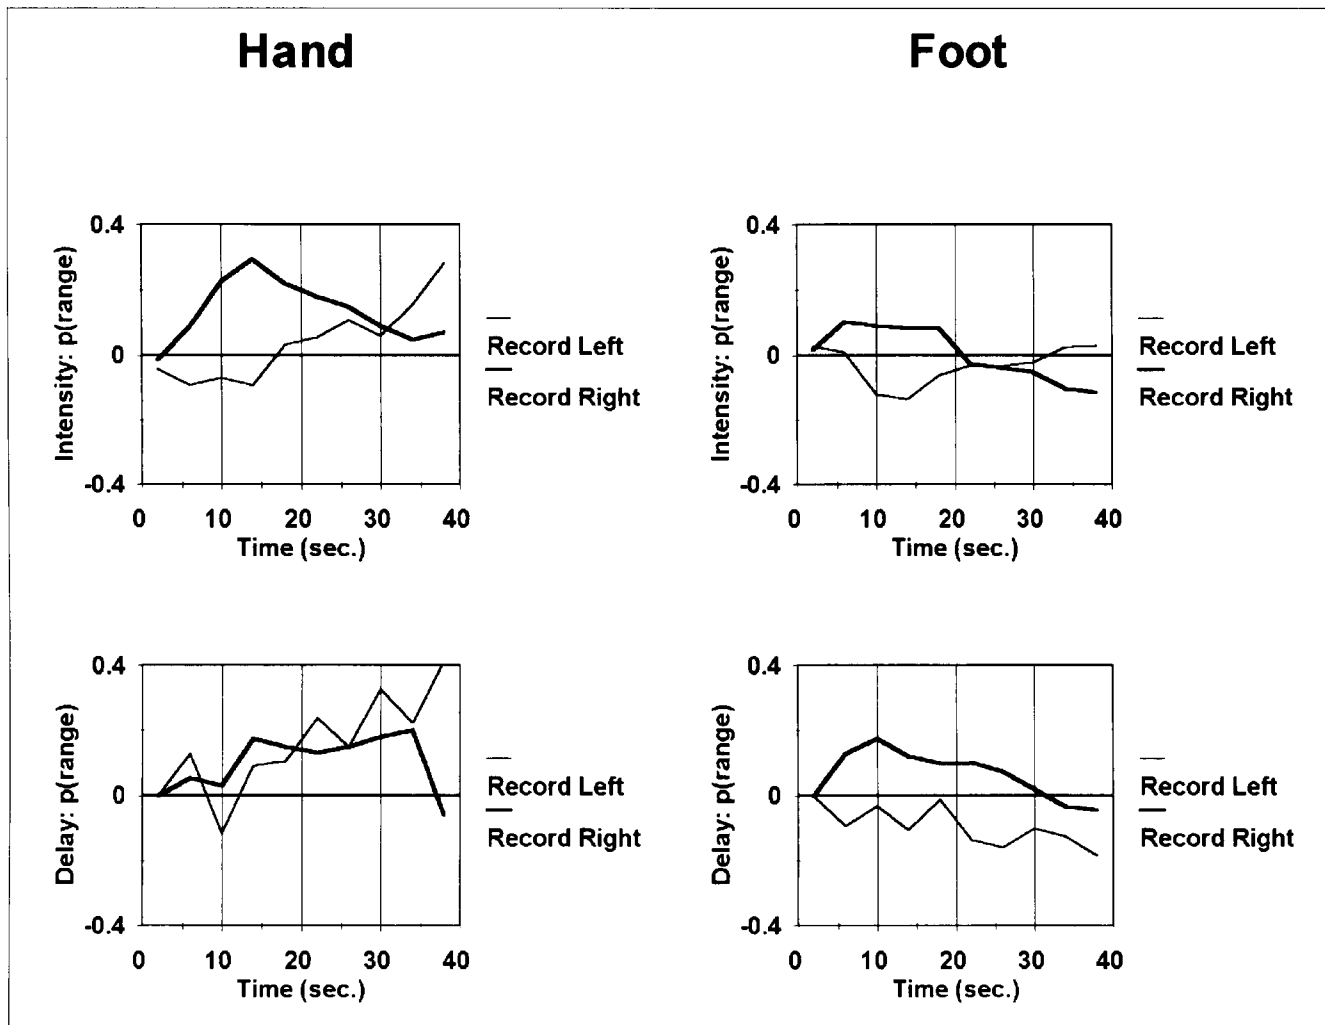 Hand
Foot
0.4
0
-0.4
Intensity: p(range)
0 10 20 30 40
Time (sec.)
Record Left
Record Right
0.4
0
-0.4
Intensity: p(range)
0 10 20 30 40
Time (sec.)
Record Left
Record Right
0.4
0
-0.4
Delay: p(range)
0 10 20 30 40
Time (sec.)
Record Left
Record Right
0.4
0
-0.4
Delay: p(range)
0 10 20 30 40
Time (sec.)
Record Left
Record Right